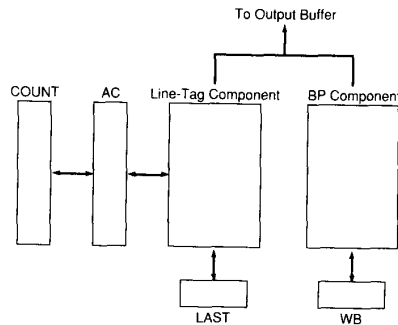 To Output Buffer
COUNT AC Line-Tag Component BP Component
LAST WB